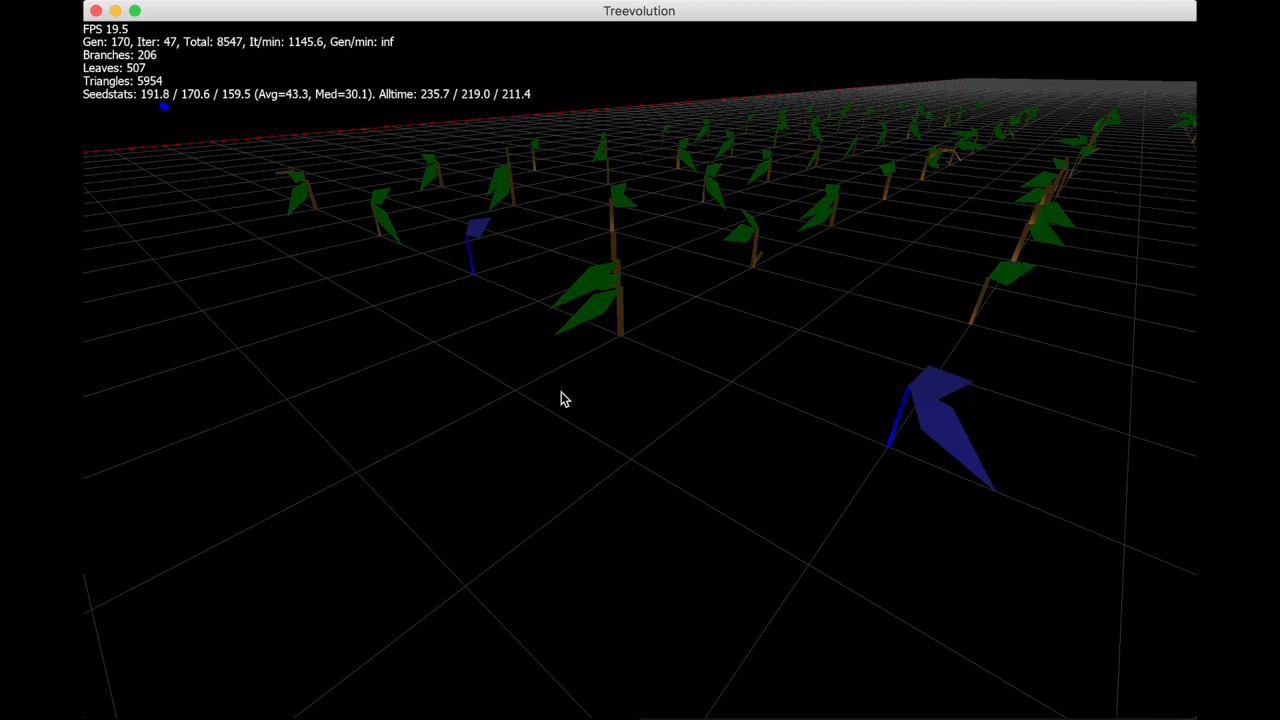 Treevolution
FPS 19.5
Gen: 170, Iter: 47, Total: 8547, It/min: 1145.6, Gen/min: inf
Branches: 206
Leaves: 507
Triangles: 5954
Seedstats: 191.8 / 170.6 / 159.5 (Avg=43.3, Med=30.1). Alltime: 235.7 / 219.0 / 211.4